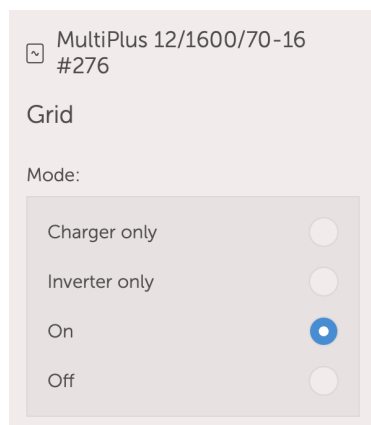 MultiPlus 12/1600/70-16
#276
Grid
Mode:
Charger only
Inverter only
On
Off